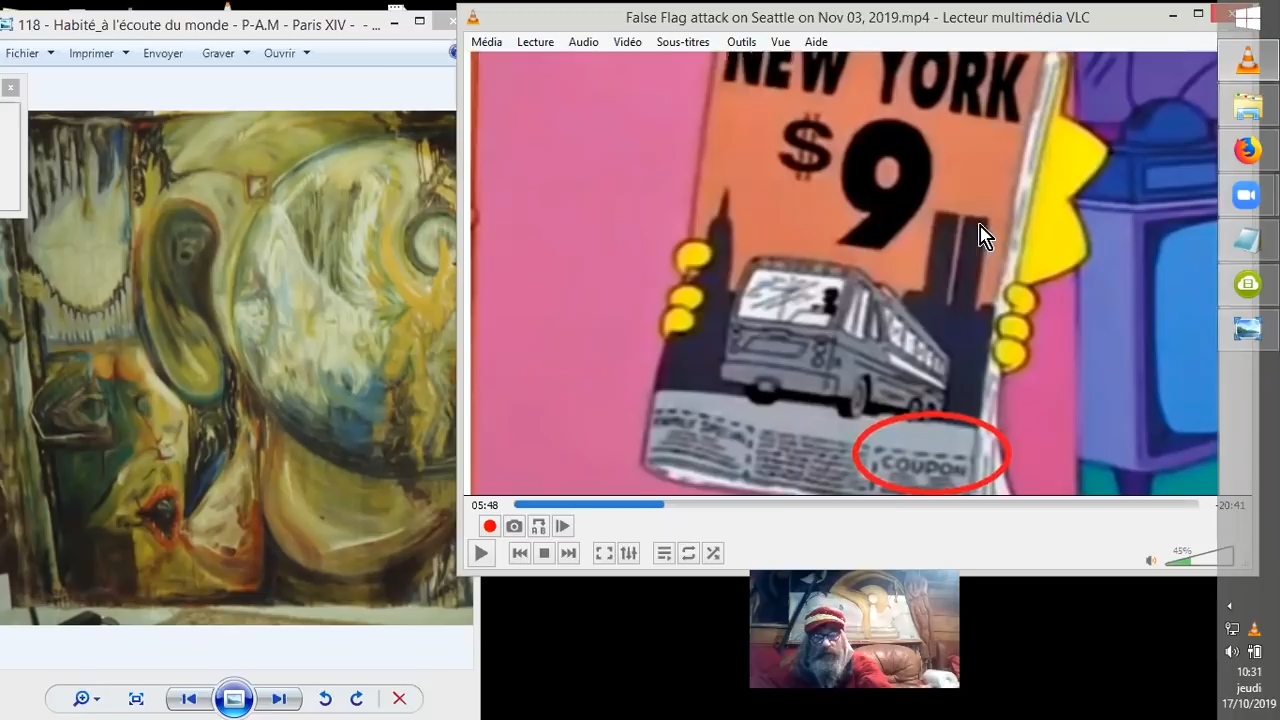 118 - Habité_à l'écoute du monde - P-A-M - Paris XIV - ...
Fichier Imprimer Envoyer Graver Ouvrir
False Flag attack on Seattle on Nov 03, 2019.mp4 - Lecteur multimédia VLC
Média Lecture Audio Vidéo Sous-titres Outils Vue Aide
NEW YORK
$9
FAMILY SPECIAL
COUPON
05:48
-20:41
45%
10:31
jeudi
17/10/2019